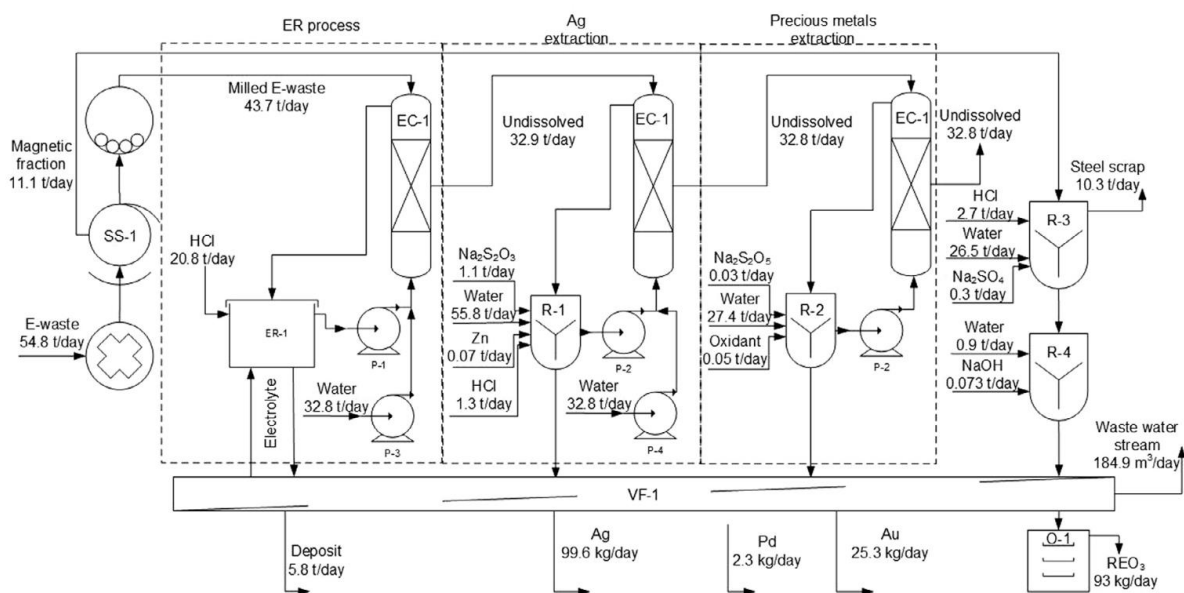 ER process
Ag
extraction
Precious metals
extraction
Milled E-waste
43.7 t/day
EC-1
Undissolved
32.9 t/day
EC-1
Undissolved
32.8 t/day
EC-1
Undissolved
32.8 t/day
Magnetic
fraction
11.1 t/day
Steel scrap
10.3 t/day
SS-1
HCl
20.8 t/day
Na₂S₂O₃
1.1 t/day
Water
55.8 t/day
Zn
0.07 t/day
HCl
1.3 t/day
R-1
Na₂S₂O₅
0.03 t/day
Water
27.4 t/day
Oxidant
0.05 t/day
R-2
HCl
2.7 t/day
Water
26.5 t/day
Na₂SO₄
0.3 t/day
R-3
E-waste
54.8 t/day
ER-1
P-1
P-2
P-2
Water
0.9 t/day
NaOH
0.073 t/day
R-4
Electrolyte
Water
32.8 t/day
P-3
Water
32.8 t/day
P-4
Waste water
stream
184.9 m³/day
VF-1
Deposit
5.8 t/day
Ag
99.6 kg/day
Pd
2.3 kg/day
Au
25.3 kg/day
O-1
REO₃
93 kg/day